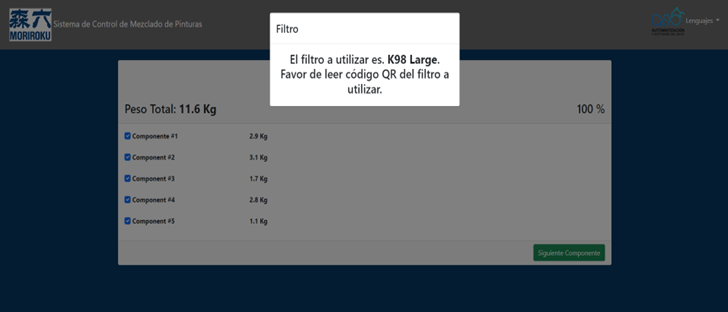 森六
MORIROKU
Sistema de Control de Mezclado de Pinturas
Lenguajes
Filtro
El filtro a utilizar es. K98 Large.
Favor de leer código QR del filtro a
utilizar.
Peso Total: 11.6 Kg
100 %
Componente #1 2.9 Kg
Component #2 3.1 Kg
Component #3 1.7 Kg
Component #4 2.8 Kg
Component #5 1.1 Kg
Siguiente Componente